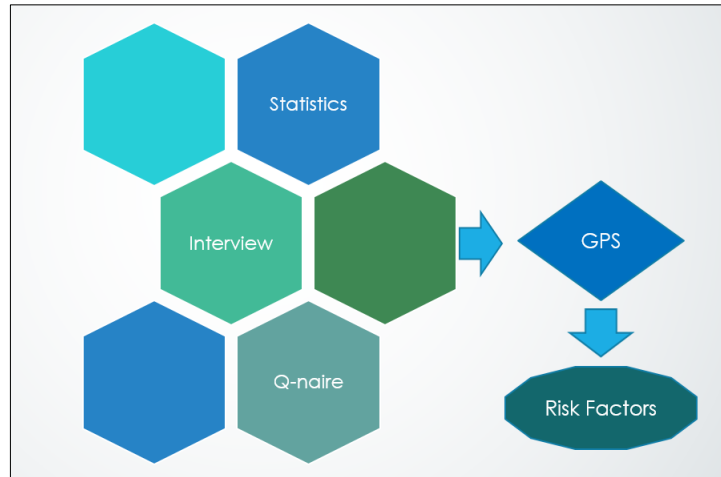 Statistics
Interview
GPS
Q-naire
Risk Factors